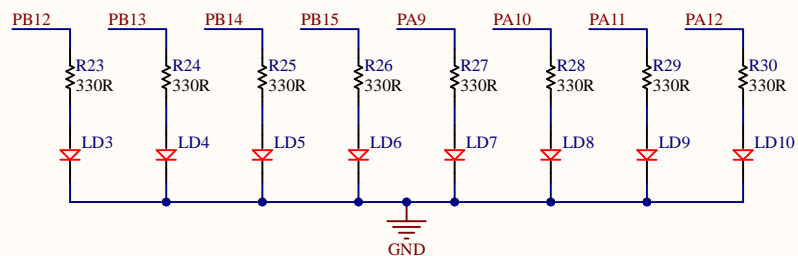 PB12 PB13 PB14 PB15 PA9 PA10 PA11 PA12
R23 R24 R25 R26 R27 R28 R29 R30
330R 330R 330R 330R 330R 330R 330R 330R
LD3 LD4 LD5 LD6 LD7 LD8 LD9 LD10
GND